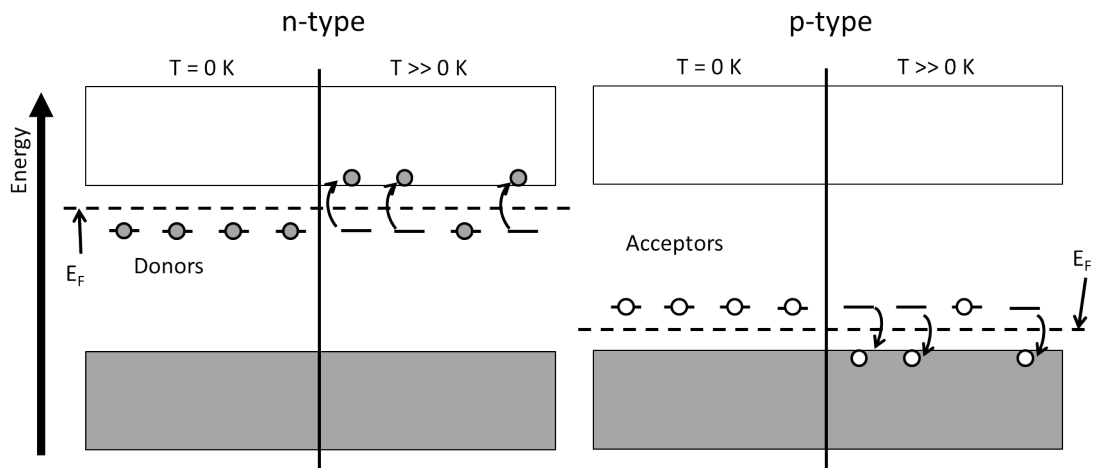 n-type
T = 0 K
T >> 0 K
Energy
E_F
Donors
p-type
T = 0 K
T >> 0 K
Acceptors
E_F